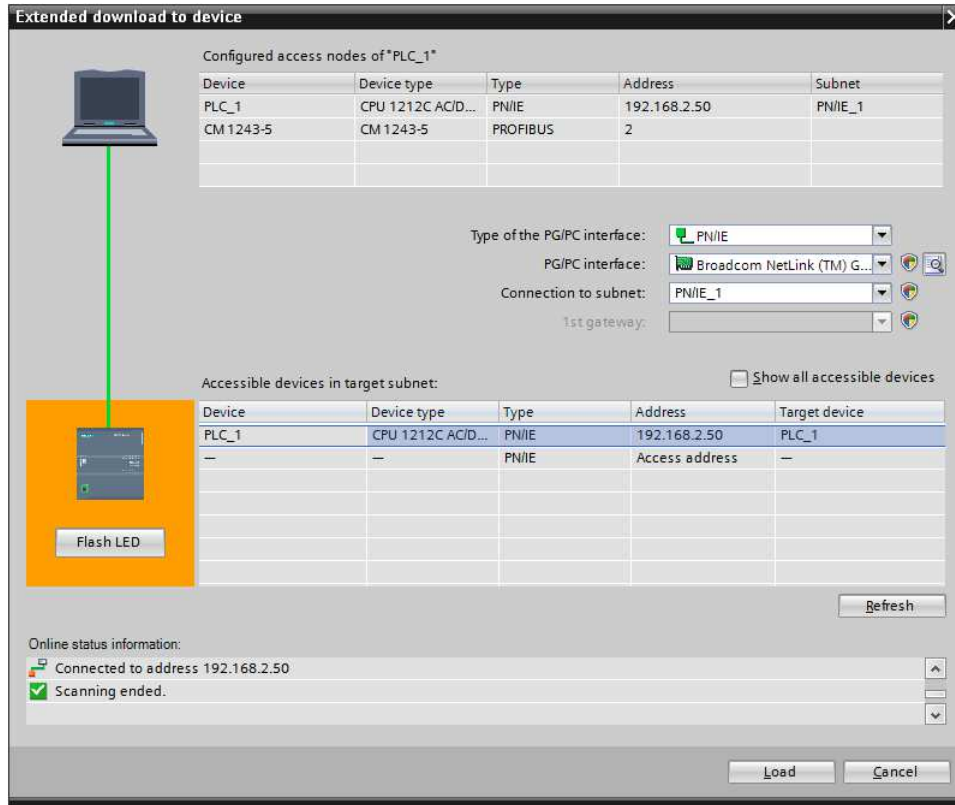 Extended download to device
Configured access nodes of "PLC_1"
Device Device type Type Address Subnet
PLC_1 CPU 1212C AC/D... PN/IE 192.168.2.50 PN/IE_1
CM 1243-5 CM 1243-5 PROFIBUS 2
Type of the PG/PC interface: PN/IE
PG/PC interface: Broadcom NetLink (TM) G...
Connection to subnet: PN/IE_1
1st gateway:
Accessible devices in target subnet: Show all accessible devices
Device Device type Type Address Target device
PLC_1 CPU 1212C AC/D... PN/IE 192.168.2.50 PLC_1
— — PN/IE Access address —
Flash LED
Refresh
Online status information:
Connected to address 192.168.2.50
Scanning ended.
Load Cancel